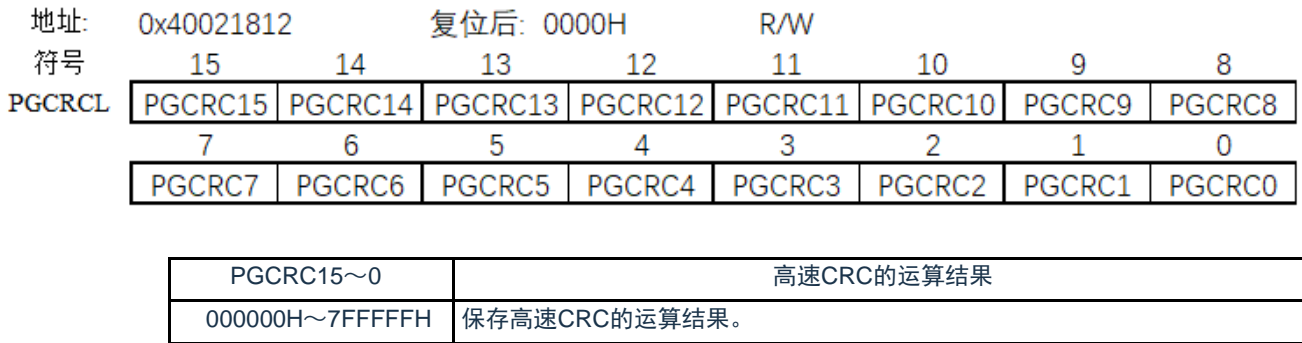 地址: 0x40021812 复位后: 0000H R/W
符号 15 14 13 12 11 10 9 8
PGCRCL PGCRC15 PGCRC14 PGCRC13 PGCRC12 PGCRC11 PGCRC10 PGCRC9 PGCRC8
7 6 5 4 3 2 1 0
PGCRC7 PGCRC6 PGCRC5 PGCRC4 PGCRC3 PGCRC2 PGCRC1 PGCRC0
PGCRC15～0 高速CRC的运算结果
000000H～7FFFFFH 保存高速CRC的运算结果。